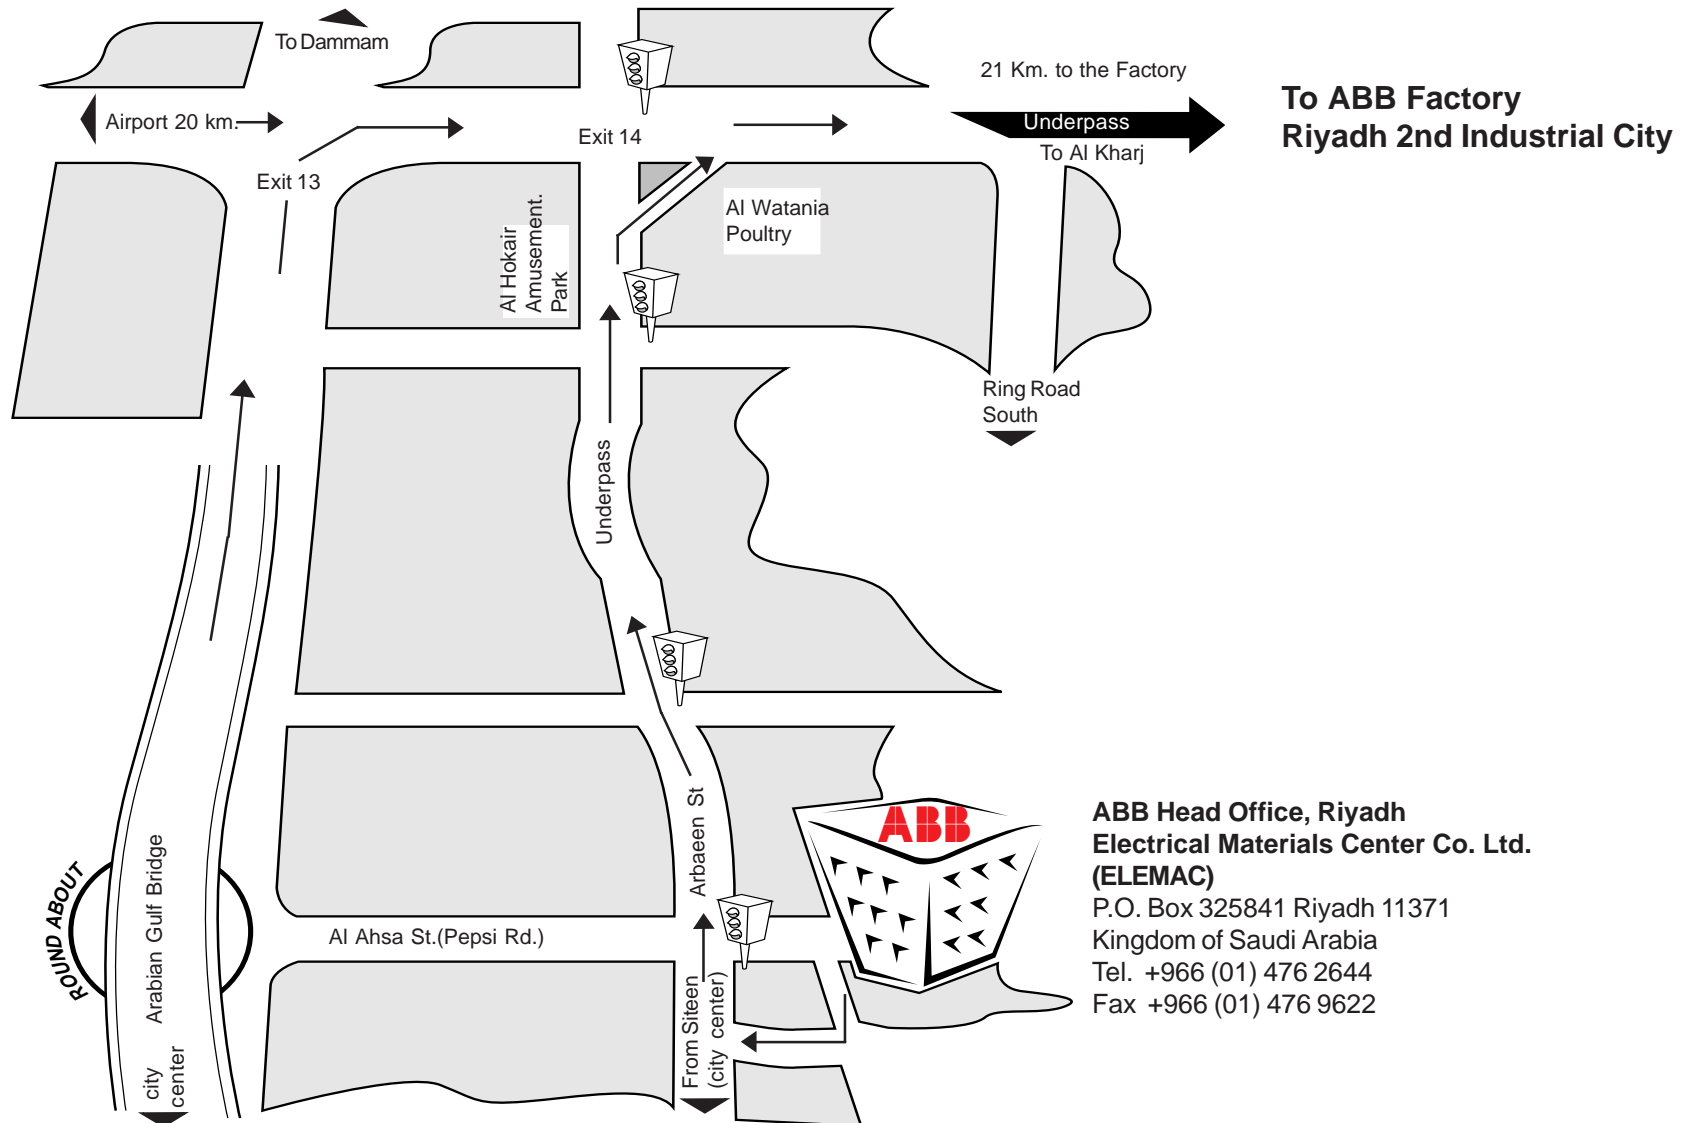 To Dammam
21 Km. to the Factory
To ABB Factory
Riyadh 2nd Industrial City
Airport 20 km.
Exit 14
Underpass
To Al Kharj
Exit 13
Al Hokair
Amusement.
Park
Al Watania
Poultry
Ring Road
South
Underpass
Arbaeen St
ABB
ABB Head Office, Riyadh
Electrical Materials Center Co. Ltd.
(ELEMAC)
P.O. Box 325841 Riyadh 11371
Kingdom of Saudi Arabia
Tel. +966 (01) 476 2644
Fax +966 (01) 476 9622
ROUND ABOUT
Arabian Gulf Bridge
Al Ahsa St.(Pepsi Rd.)
From Siteen
(city center)
city
center